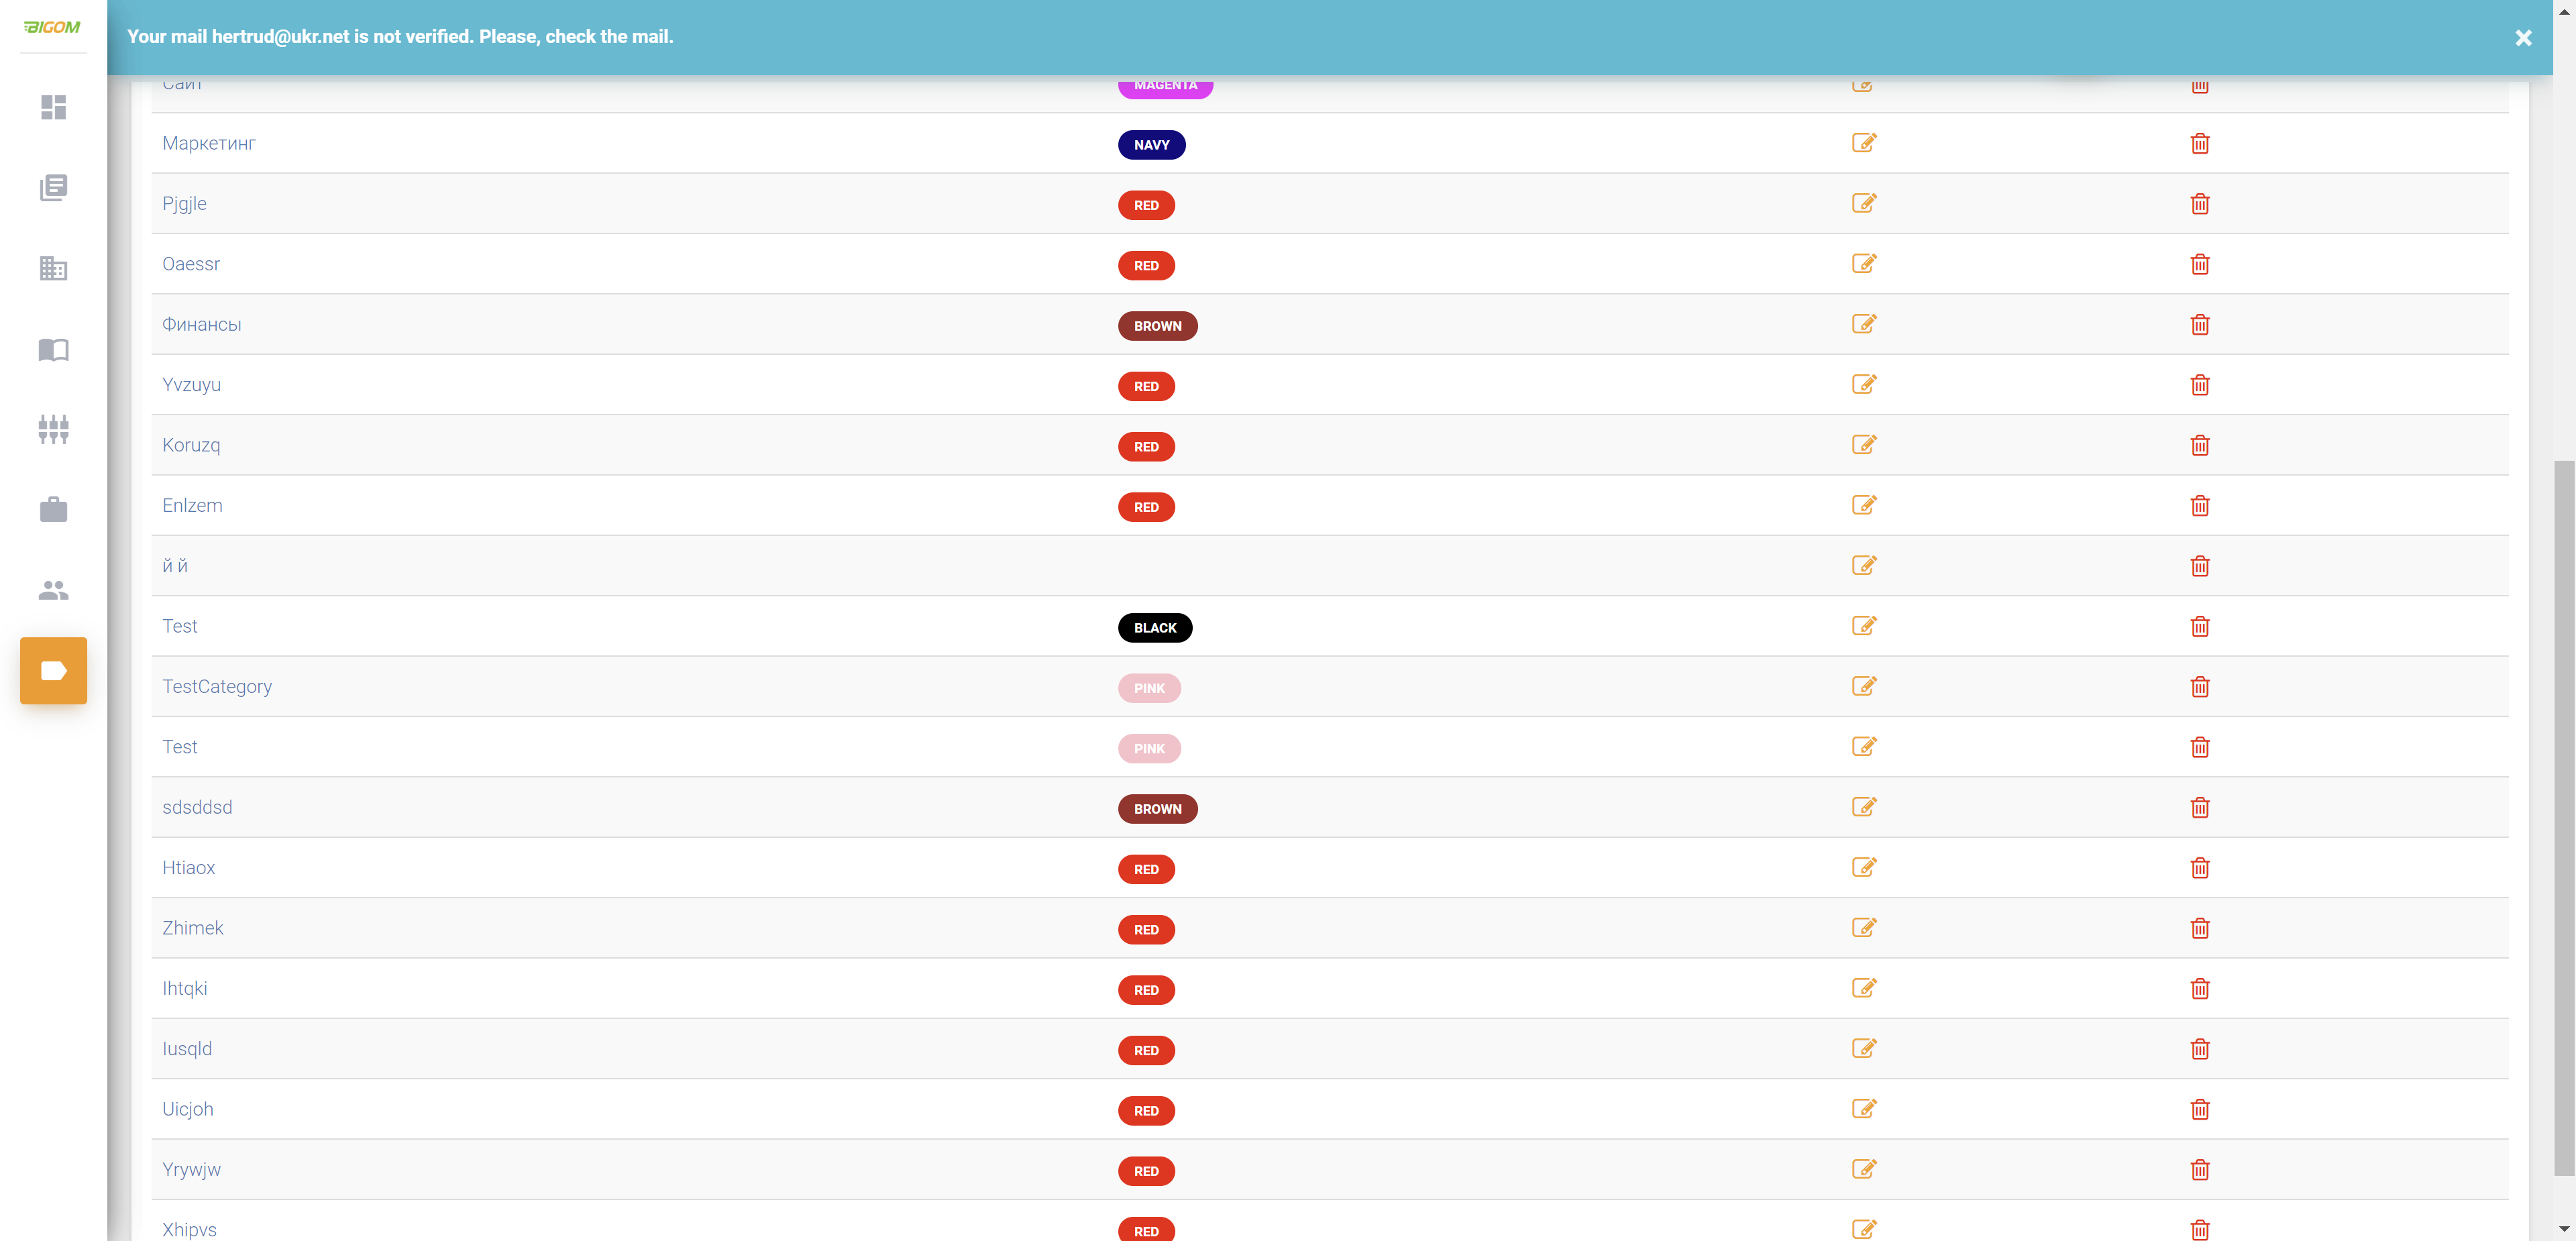 BIGOM
Your mail hertrud@ukr.net is not verified. Please, check the mail.
Сайт MAGENTA
Маркетинг NAVY
Pjgjle RED
Oaessr RED
Финансы BROWN
Yvzuyu RED
Koruzq RED
Enlzem RED
й й
Test BLACK
TestCategory PINK
Test PINK
sdsddsd BROWN
Htiaox RED
Zhimek RED
Ihtqki RED
Iusqld RED
Uicjoh RED
Yrywjw RED
Xhipvs RED